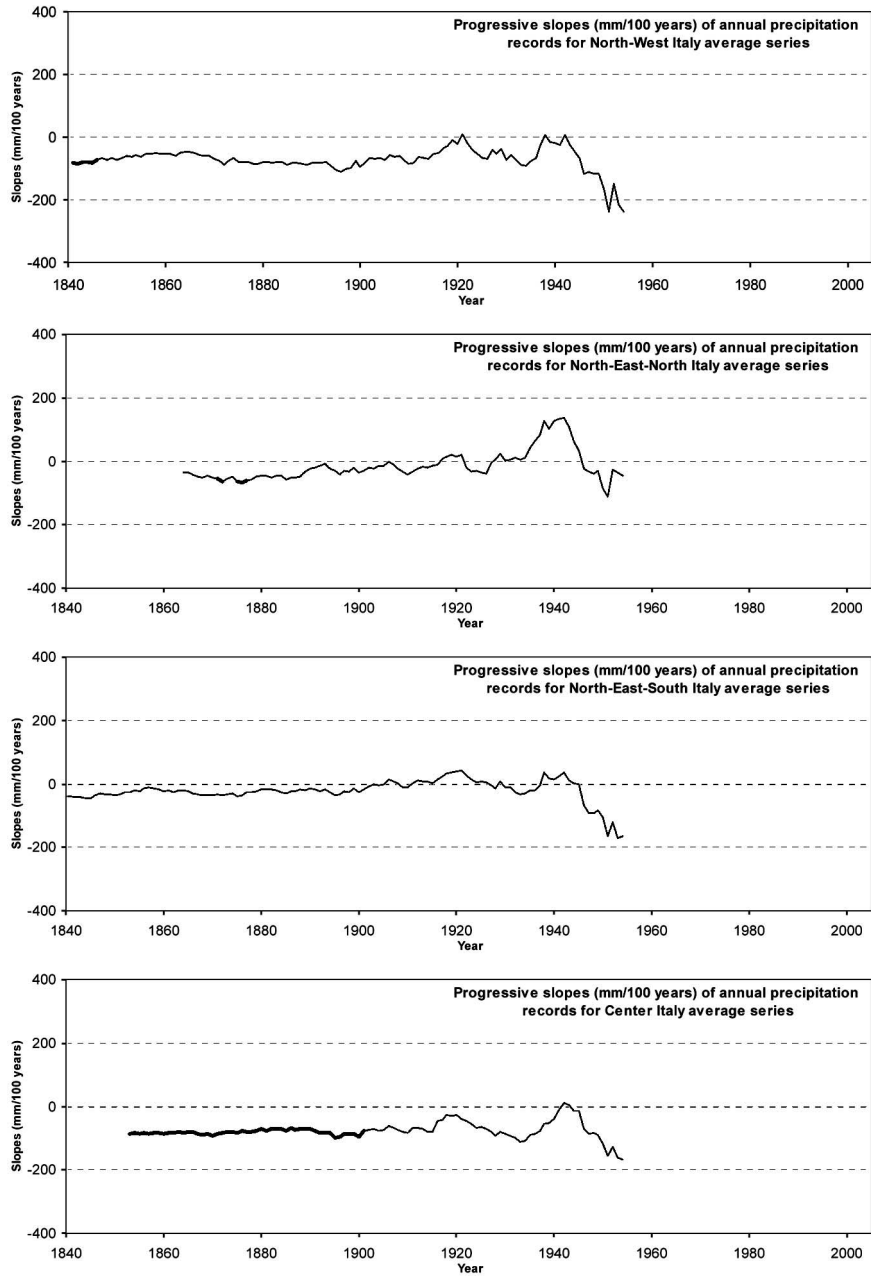 Progressive slopes (mm/100 years) of annual precipitation
records for North-West Italy average series
Slopes (mm/100 years)
400
200
0
-200
-400
1840 1860 1880 1900 1920 1940 1960 1980 2000
Year
Progressive slopes (mm/100 years) of annual precipitation
records for North-East-North Italy average series
Slopes (mm/100 years)
400
200
0
-200
-400
1840 1860 1880 1900 1920 1940 1960 1980 2000
Year
Progressive slopes (mm/100 years) of annual precipitation
records for North-East-South Italy average series
Slopes (mm/100 years)
400
200
0
-200
-400
1840 1860 1880 1900 1920 1940 1960 1980 2000
Year
Progressive slopes (mm/100 years) of annual precipitation
records for Center Italy average series
Slopes (mm/100 years)
400
200
0
-200
-400
1840 1860 1880 1900 1920 1940 1960 1980 2000
Year